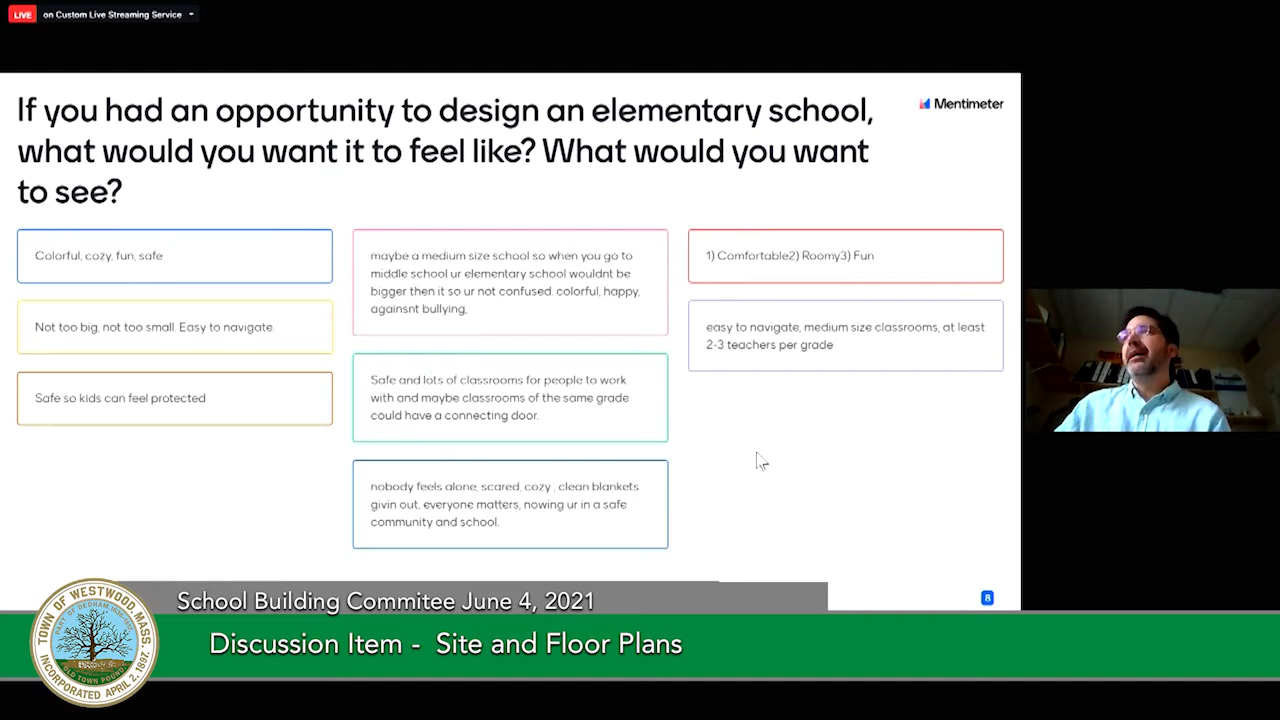 LIVE on Custom Live Streaming Service
If you had an opportunity to design an elementary school,
what would you want it to feel like? What would you want
to see?
Mentimeter
Colorful, cozy, fun, safe
Not too big, not too small. Easy to navigate.
Safe so kids can feel protected
maybe a medium size school so when you go to
middle school ur elementary school wouldnt be
bigger then it so ur not confused. colorful, happy,
againsnt bullying,
Safe and lots of classrooms for people to work
with and maybe classrooms of the same grade
could have a connecting door.
nobody feels alone, scared, cozy , clean blankets
givin out, everyone matters, nowing ur in a safe
community and school.
1) Comfortable2) Roomy3) Fun
easy to navigate, medium size classrooms, at least
2-3 teachers per grade
8
School Building Commitee June 4, 2021
Discussion Item - Site and Floor Plans
TOWN OF WESTWOOD, MASS.
PART OF DEDHAM
OLD TOWN POUND
INCORPORATED APRIL 2, 1897.